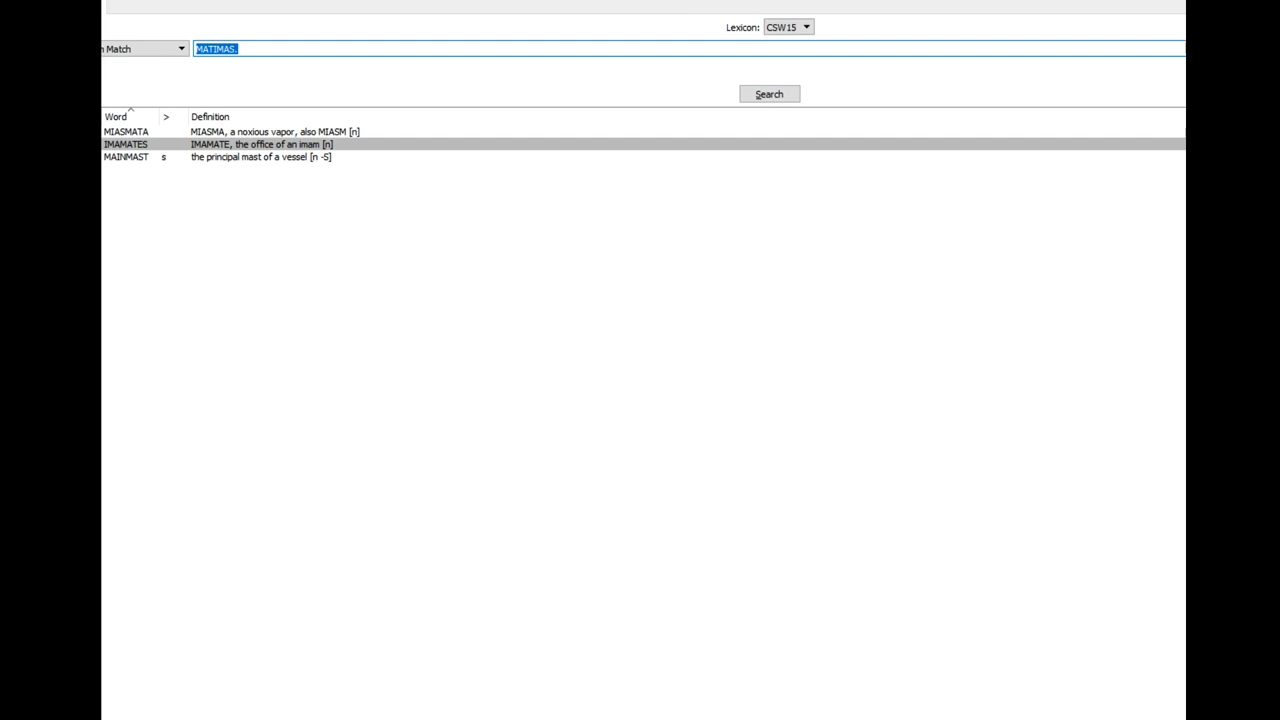 Lexicon: CSW15
n Match MATIMAS.
Search
Word > Definition
MIASMATA MIASMA, a noxious vapor, also MIASM [n]
IMAMATES IMAMATE, the office of an imam [n]
MAINMAST s the principal mast of a vessel [n -S]